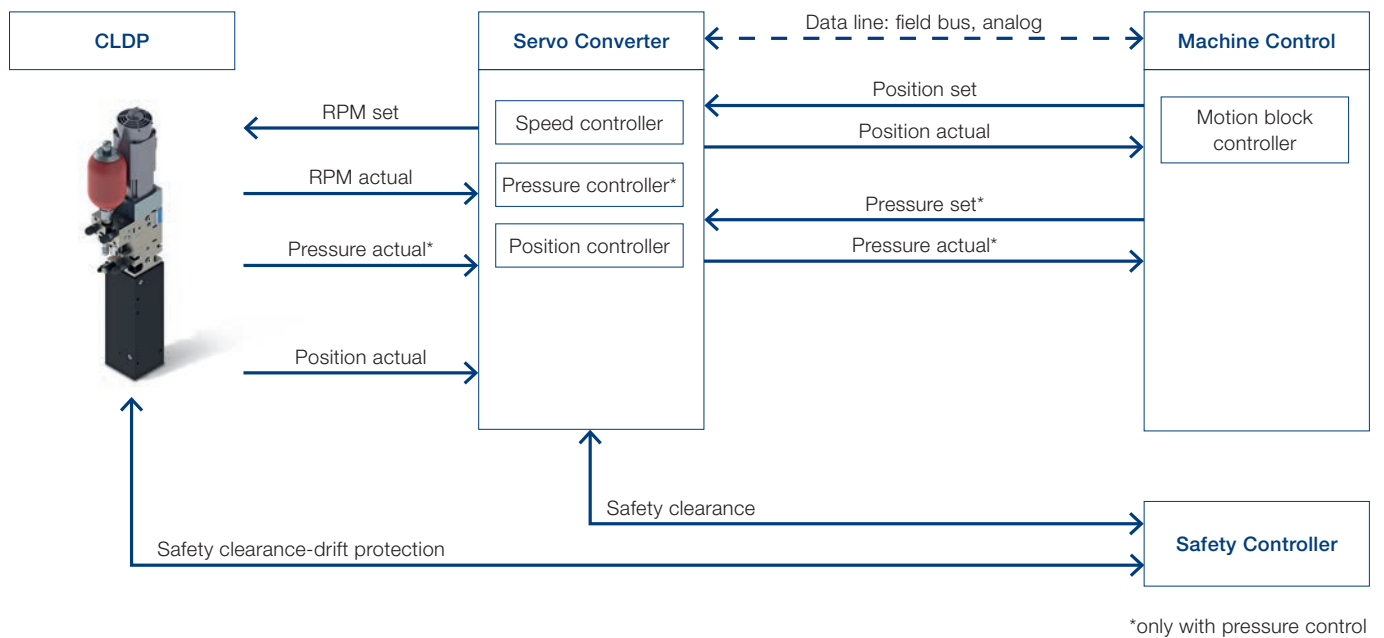 CLDP
Servo Converter
Data line: field bus, analog
Machine Control
RPM set
Speed controller
Position set
Position actual
Motion block
controller
RPM actual
Pressure controller*
Pressure set*
Pressure actual*
Position controller
Pressure actual*
Position actual
Safety clearance
Safety clearance-drift protection
Safety Controller
*only with pressure control